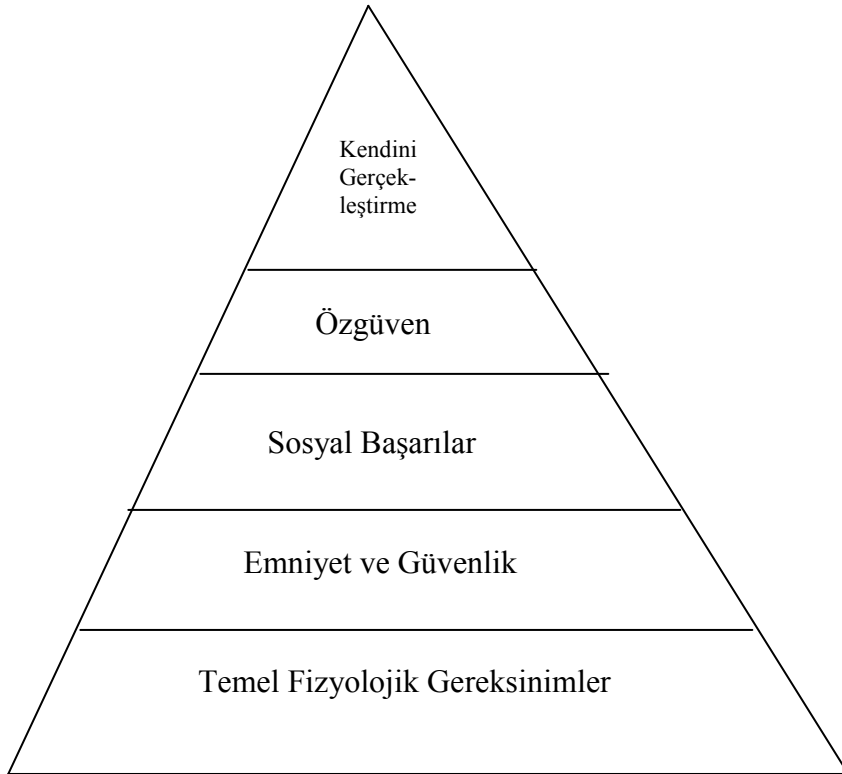 Kendini
Gerçek-
leştirme
Özgüven
Sosyal Başarılar
Emniyet ve Güvenlik
Temel Fizyolojik Gereksinimler